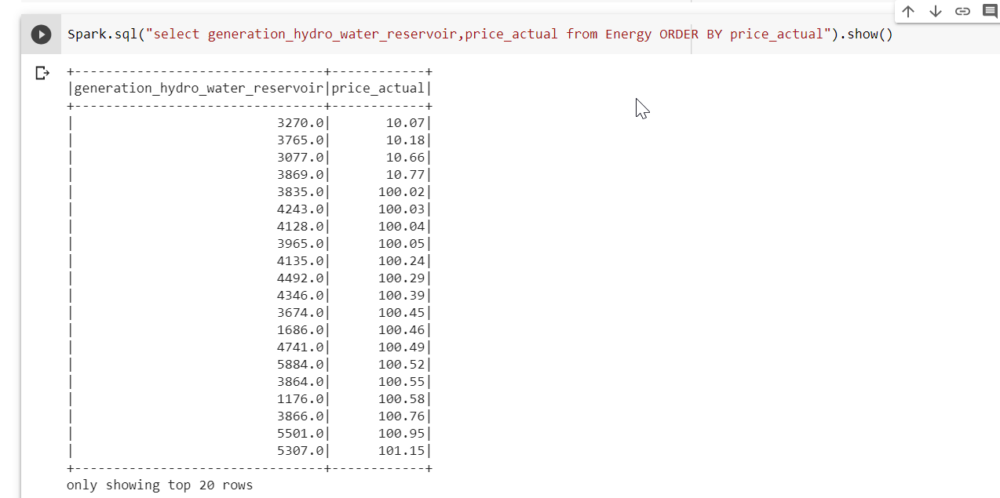 Spark.sql("select generation_hydro_water_reservoir,price_actual from Energy ORDER BY price_actual").show()
+--------------------------------+------------+
|generation_hydro_water_reservoir|price_actual|
+--------------------------------+------------+
|                          3270.0|       10.07|
|                          3765.0|       10.18|
|                          3077.0|       10.66|
|                          3869.0|       10.77|
|                          3835.0|      100.02|
|                          4243.0|      100.03|
|                          4128.0|      100.04|
|                          3965.0|      100.05|
|                          4135.0|      100.24|
|                          4492.0|      100.29|
|                          4346.0|      100.39|
|                          3674.0|      100.45|
|                          1686.0|      100.46|
|                          4741.0|      100.49|
|                          5884.0|      100.52|
|                          3864.0|      100.55|
|                          1176.0|      100.58|
|                          3866.0|      100.76|
|                          5501.0|      100.95|
|                          5307.0|      101.15|
+--------------------------------+------------+
only showing top 20 rows